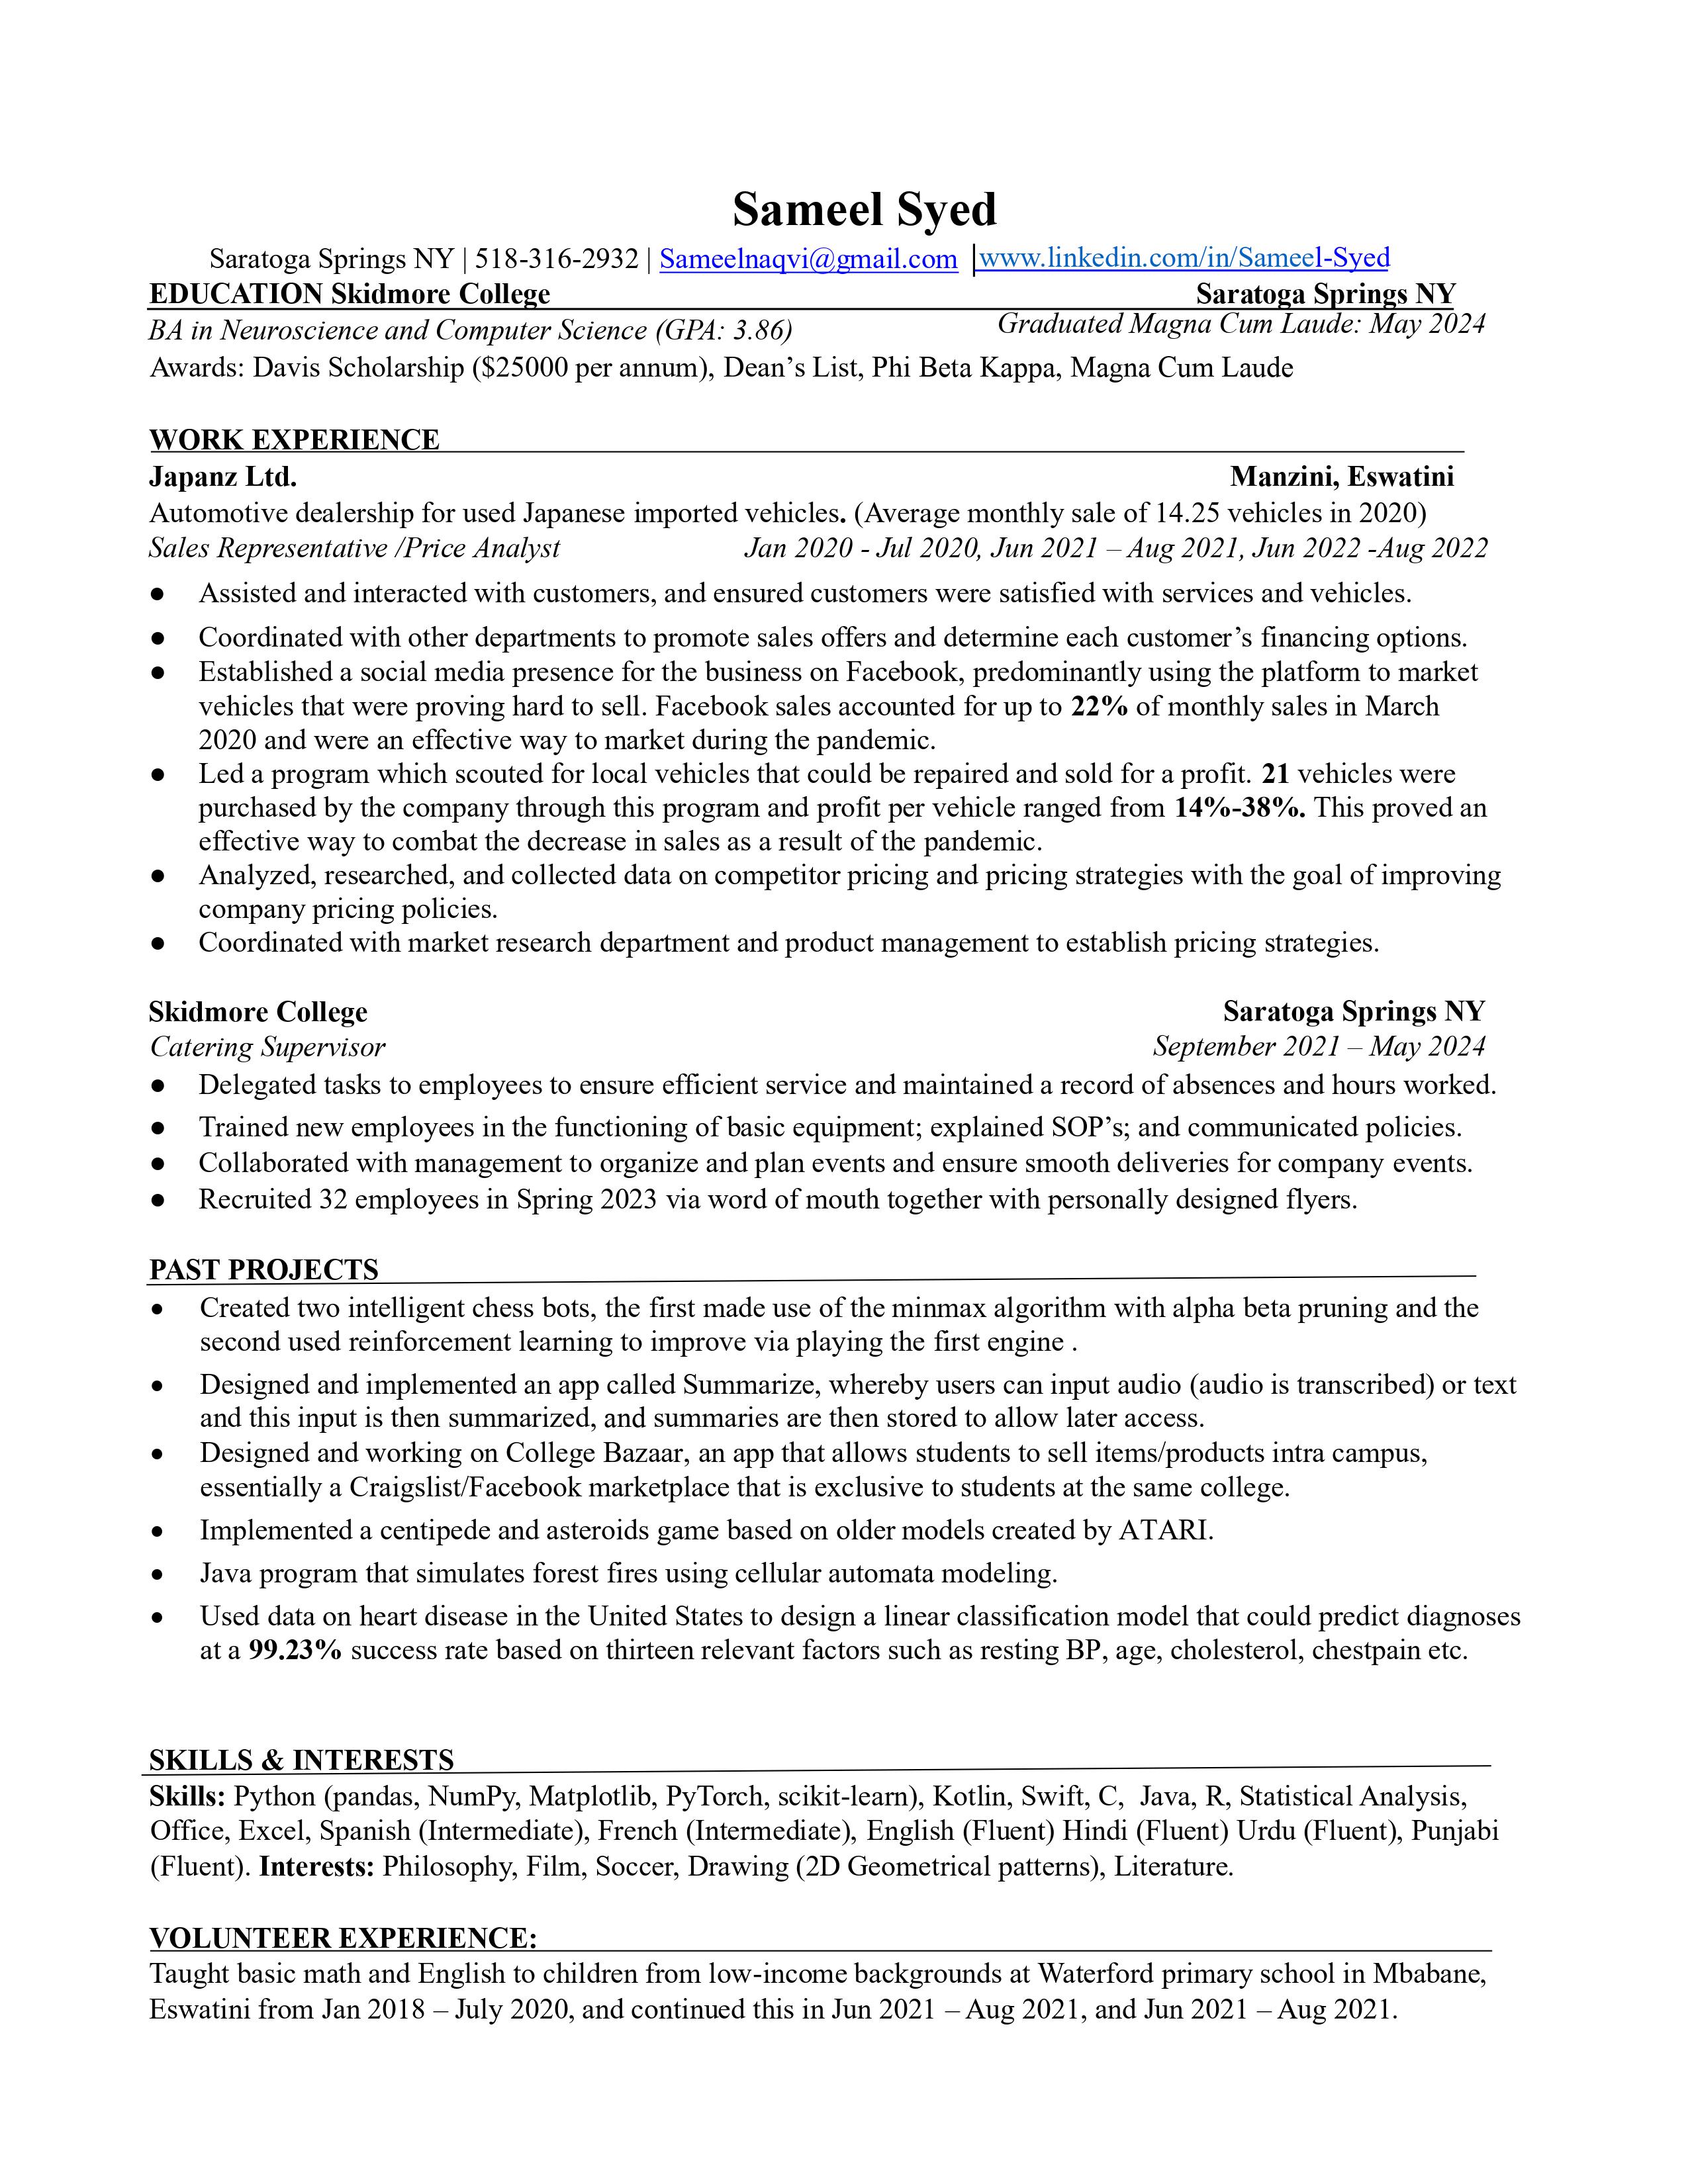 Sameel Syed
Saratoga Springs NY | 518-316-2932 | Sameelnaqvi@gmail.com |www.linkedin.com/in/Sameel-Syed
EDUCATION Skidmore College Saratoga Springs NY
BA in Neuroscience and Computer Science (GPA: 3.86) Graduated Magna Cum Laude: May 2024
Awards: Davis Scholarship ($25000 per annum), Dean’s List, Phi Beta Kappa, Magna Cum Laude
WORK EXPERIENCE
Japanz Ltd. Manzini, Eswatini
Automotive dealership for used Japanese imported vehicles. (Average monthly sale of 14.25 vehicles in 2020)
Sales Representative /Price Analyst Jan 2020 - Jul 2020, Jun 2021 – Aug 2021, Jun 2022 -Aug 2022
● Assisted and interacted with customers, and ensured customers were satisfied with services and vehicles.
● Coordinated with other departments to promote sales offers and determine each customer’s financing options.
● Established a social media presence for the business on Facebook, predominantly using the platform to market
vehicles that were proving hard to sell. Facebook sales accounted for up to 22% of monthly sales in March
2020 and were an effective way to market during the pandemic.
● Led a program which scouted for local vehicles that could be repaired and sold for a profit. 21 vehicles were
purchased by the company through this program and profit per vehicle ranged from 14%-38%. This proved an
effective way to combat the decrease in sales as a result of the pandemic.
● Analyzed, researched, and collected data on competitor pricing and pricing strategies with the goal of improving
company pricing policies.
● Coordinated with market research department and product management to establish pricing strategies.
Skidmore College Saratoga Springs NY
Catering Supervisor September 2021 – May 2024
● Delegated tasks to employees to ensure efficient service and maintained a record of absences and hours worked.
● Trained new employees in the functioning of basic equipment; explained SOP’s; and communicated policies.
● Collaborated with management to organize and plan events and ensure smooth deliveries for company events.
● Recruited 32 employees in Spring 2023 via word of mouth together with personally designed flyers.
PAST PROJECTS
• Created two intelligent chess bots, the first made use of the minmax algorithm with alpha beta pruning and the
second used reinforcement learning to improve via playing the first engine .
• Designed and implemented an app called Summarize, whereby users can input audio (audio is transcribed) or text
and this input is then summarized, and summaries are then stored to allow later access.
• Designed and working on College Bazaar, an app that allows students to sell items/products intra campus,
essentially a Craigslist/Facebook marketplace that is exclusive to students at the same college.
• Implemented a centipede and asteroids game based on older models created by ATARI.
• Java program that simulates forest fires using cellular automata modeling.
• Used data on heart disease in the United States to design a linear classification model that could predict diagnoses
at a 99.23% success rate based on thirteen relevant factors such as resting BP, age, cholesterol, chestpain etc.
SKILLS & INTERESTS
Skills: Python (pandas, NumPy, Matplotlib, PyTorch, scikit-learn), Kotlin, Swift, C, Java, R, Statistical Analysis,
Office, Excel, Spanish (Intermediate), French (Intermediate), English (Fluent) Hindi (Fluent) Urdu (Fluent), Punjabi
(Fluent). Interests: Philosophy, Film, Soccer, Drawing (2D Geometrical patterns), Literature.
VOLUNTEER EXPERIENCE:
Taught basic math and English to children from low-income backgrounds at Waterford primary school in Mbabane,
Eswatini from Jan 2018 – July 2020, and continued this in Jun 2021 – Aug 2021, and Jun 2021 – Aug 2021.